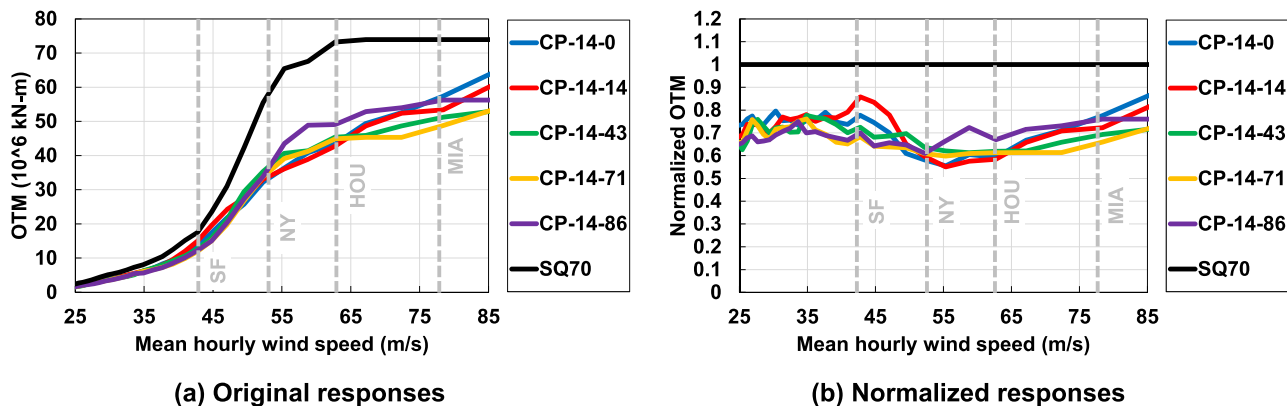 OTM (10^6 kN-m)
80
70
60
50
40
30
20
10
0
SF
NY
HOU
MIA
25 35 45 55 65 75 85
Mean hourly wind speed (m/s)
CP-14-0
CP-14-14
CP-14-43
CP-14-71
CP-14-86
SQ70
(a) Original responses
Normalized OTM
1.2
1.1
1
0.9
0.8
0.7
0.6
0.5
0.4
0.3
0.2
0.1
0
SF
NY
HOU
MIA
25 35 45 55 65 75 85
Mean hourly wind speed (m/s)
CP-14-0
CP-14-14
CP-14-43
CP-14-71
CP-14-86
SQ70
(b) Normalized responses